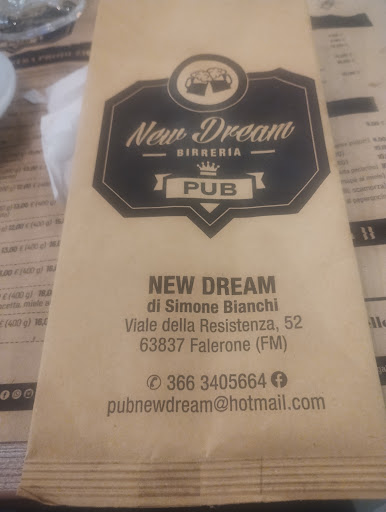 New Dream
BIRRERIA
PUB
NEW DREAM
di Simone Bianchi
Viale della Resistenza, 52
63837 Falerone (FM)
366 3405664
pubnewdream@hotmail.com